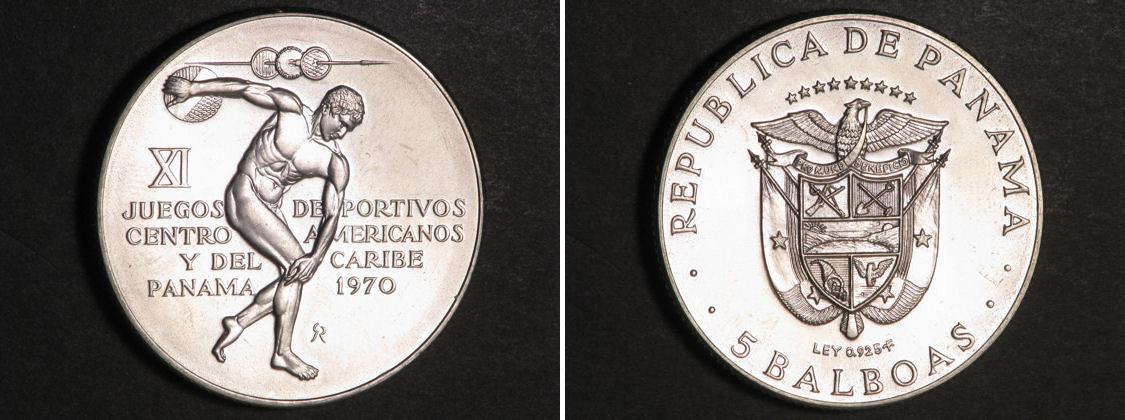 XI
JUEGOS DEPORTIVOS
CENTRO AMERICANOS
Y DEL CARIBE
PANAMA 1970
REPUBLICA DE PANAMA
LEY 0.925
5 BALBOAS